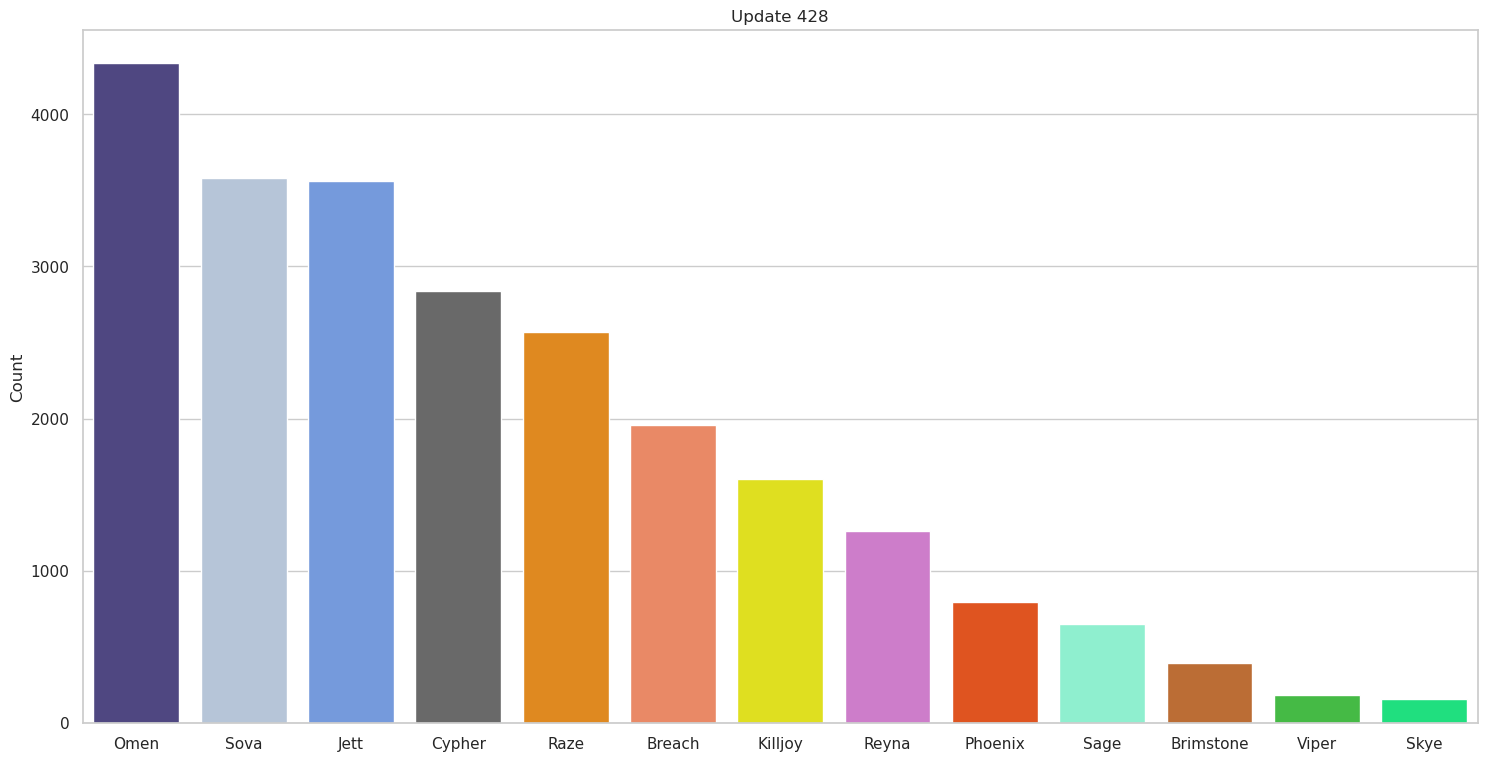 Update 428
Count
4000
3000
2000
1000
0
Omen Sova Jett Cypher Raze Breach Killjoy Reyna Phoenix Sage Brimstone Viper Skye